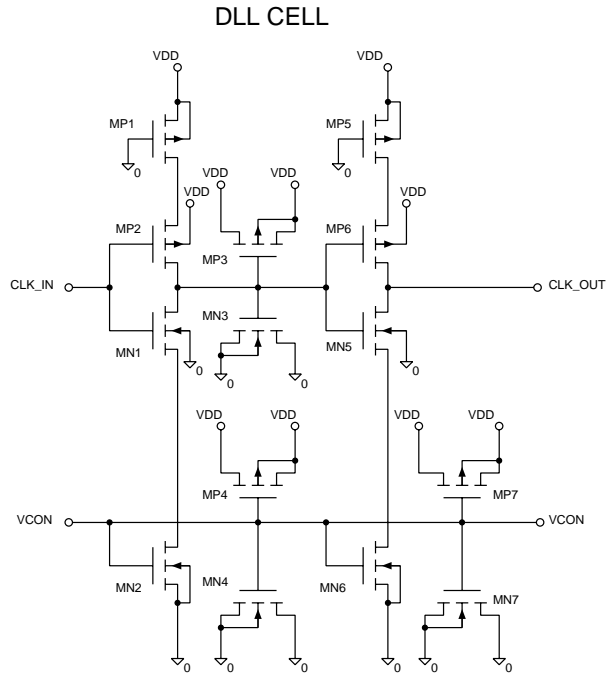 DLL CELL
VDD VDD
MP1 MP5
0 0
VDD VDD VDD VDD
MP2 MP3 MP6
CLK_IN CLK_OUT
MN3
MN1 MN5
0 0 0 0
VDD VDD VDD VDD
MP4 MP7
VCON VCON
MN2 MN4 MN6 MN7
0 0 0 0 0 0